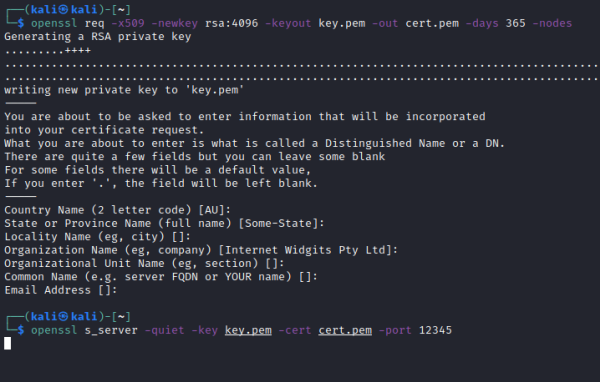 ┌──(kali㉿kali)-[~]
└─$ openssl req -x509 -newkey rsa:4096 -keyout key.pem -out cert.pem -days 365 -nodes
Generating a RSA private key
.........++++
....................................................................................................
....................................................................................................
writing new private key to 'key.pem'
-----
You are about to be asked to enter information that will be incorporated
into your certificate request.
What you are about to enter is what is called a Distinguished Name or a DN.
There are quite a few fields but you can leave some blank
For some fields there will be a default value,
If you enter '.', the field will be left blank.
-----
Country Name (2 letter code) [AU]:
State or Province Name (full name) [Some-State]:
Locality Name (eg, city) []:
Organization Name (eg, company) [Internet Widgits Pty Ltd]:
Organizational Unit Name (eg, section) []:
Common Name (e.g. server FQDN or YOUR name) []:
Email Address []:
┌──(kali㉿kali)-[~]
└─$ openssl s_server -quiet -key key.pem -cert cert.pem -port 12345